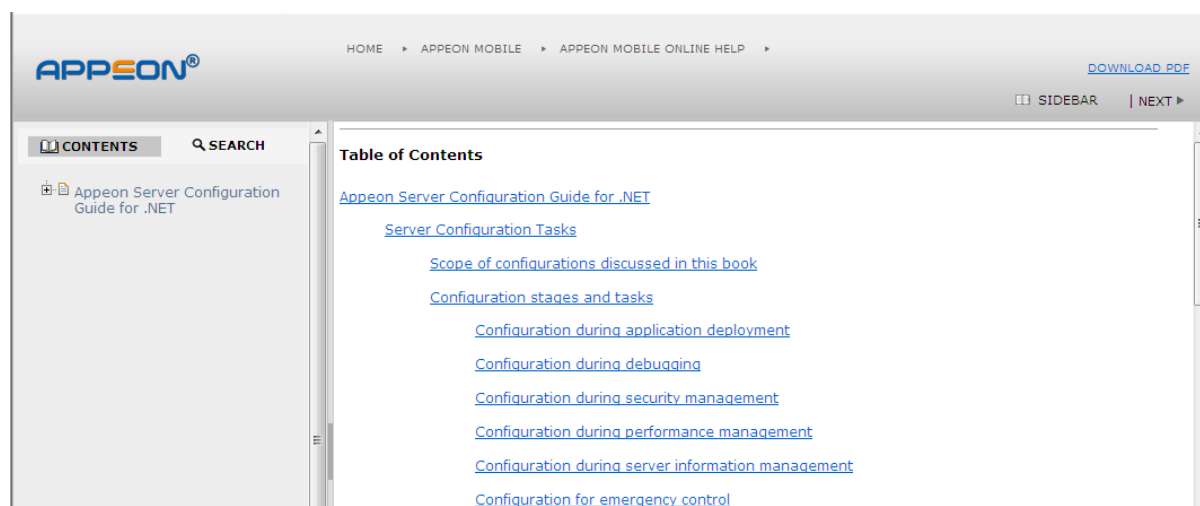 APPEON®
HOME ▸ APPEON MOBILE ▸ APPEON MOBILE ONLINE HELP ▸
DOWNLOAD PDF
SIDEBAR | NEXT ▸
CONTENTS
SEARCH
Appeon Server Configuration
Guide for .NET
Table of Contents
Appeon Server Configuration Guide for .NET
Server Configuration Tasks
Scope of configurations discussed in this book
Configuration stages and tasks
Configuration during application deployment
Configuration during debugging
Configuration during security management
Configuration during performance management
Configuration during server information management
Configuration for emergency control